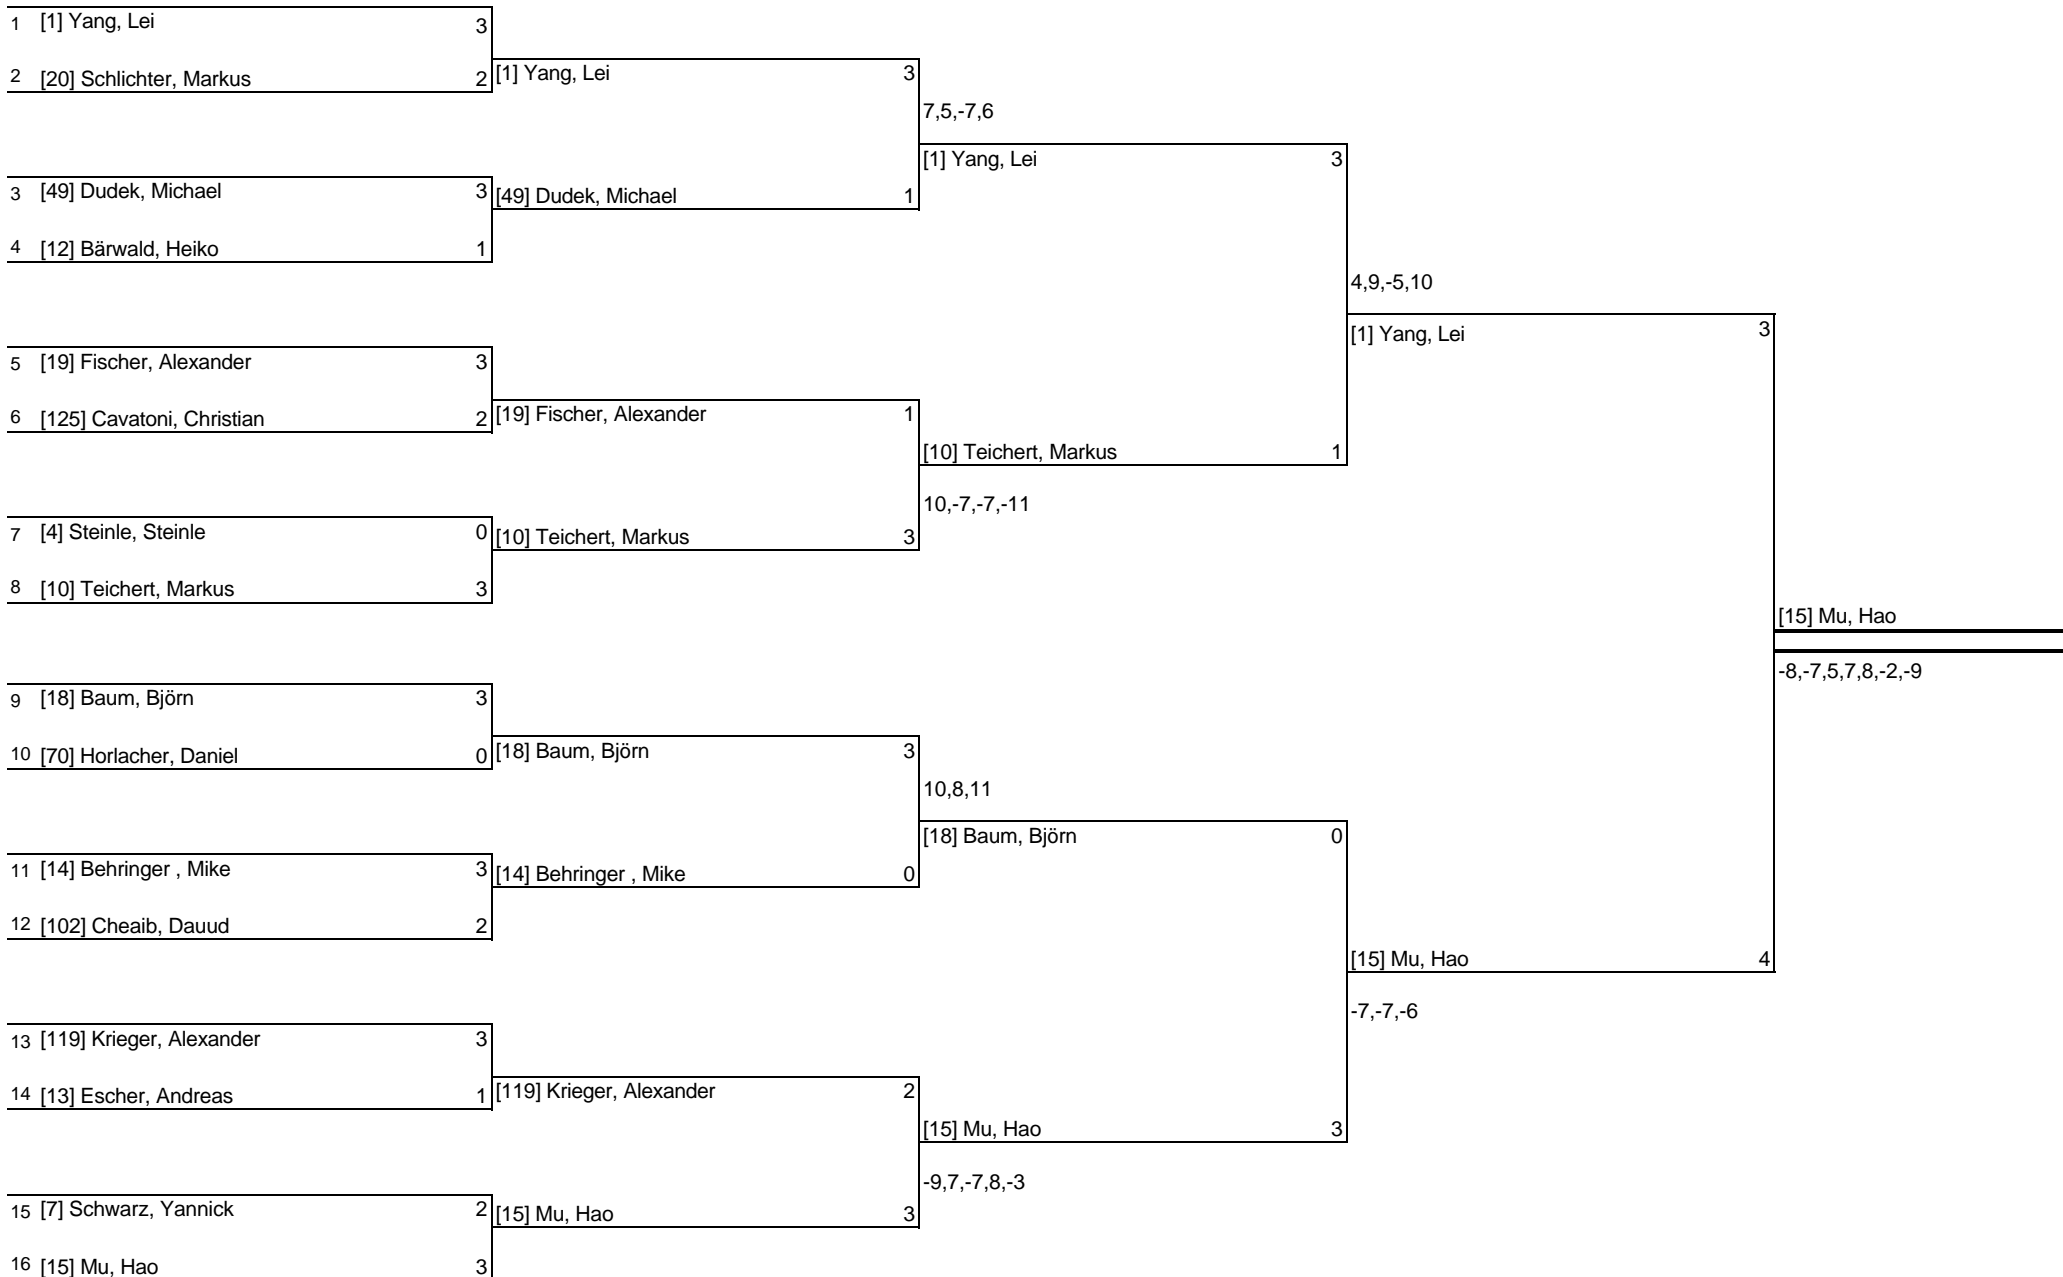 1 [1] Yang, Lei 3
2 [20] Schlichter, Markus 2
[1] Yang, Lei 3
7,5,-7,6
[1] Yang, Lei 3
3 [49] Dudek, Michael 3
[49] Dudek, Michael 1
4 [12] Bärwald, Heiko 1
4,9,-5,10
[1] Yang, Lei 3
5 [19] Fischer, Alexander 3
6 [125] Cavatoni, Christian 2
[19] Fischer, Alexander 1
[10] Teichert, Markus 1
10,-7,-7,-11
7 [4] Steinle, Steinle 0
[10] Teichert, Markus 3
8 [10] Teichert, Markus 3
[15] Mu, Hao
-8,-7,5,7,8,-2,-9
9 [18] Baum, Björn 3
10 [70] Horlacher, Daniel 0
[18] Baum, Björn 3
10,8,11
[18] Baum, Björn 0
11 [14] Behringer , Mike 3
[14] Behringer , Mike 0
12 [102] Cheaib, Dauud 2
[15] Mu, Hao 4
-7,-7,-6
13 [119] Krieger, Alexander 3
14 [13] Escher, Andreas 1
[119] Krieger, Alexander 2
[15] Mu, Hao 3
-9,7,-7,8,-3
15 [7] Schwarz, Yannick 2
[15] Mu, Hao 3
16 [15] Mu, Hao 3